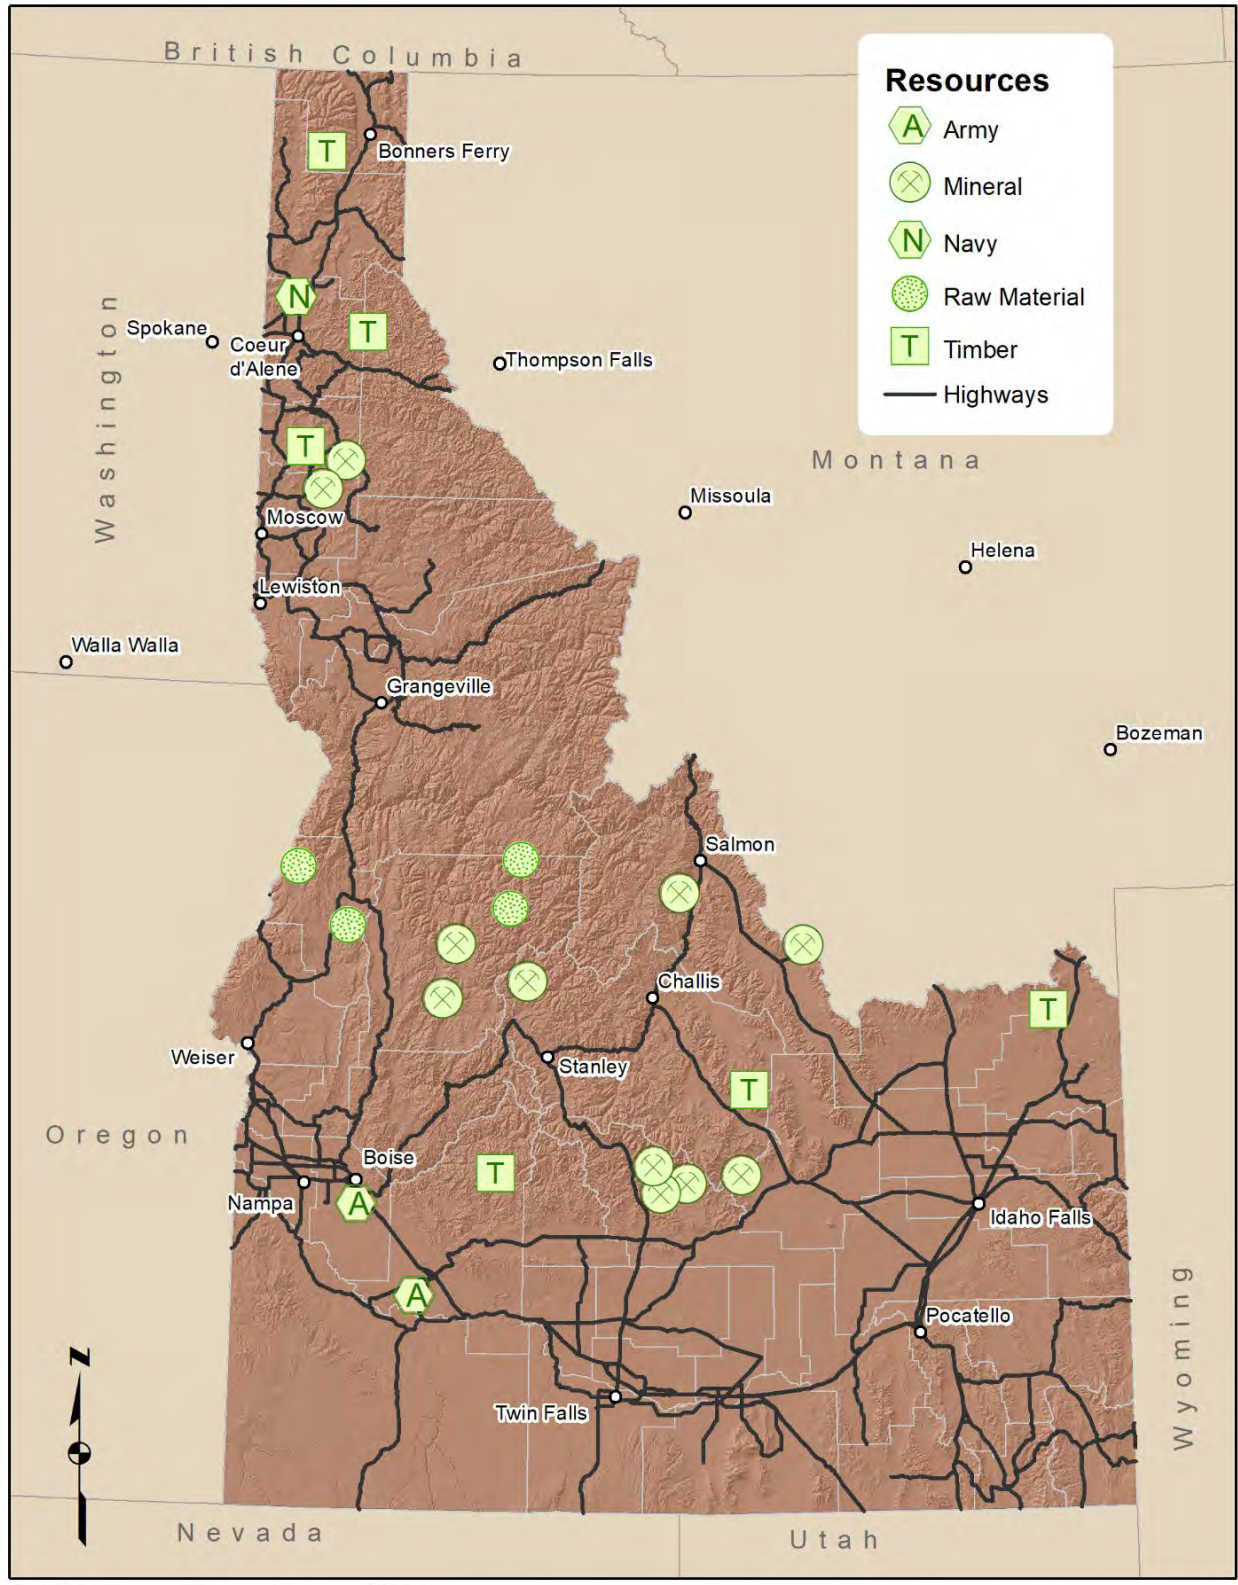 British Columbia
Resources
A Army
Mineral
N Navy
Raw Material
T Timber
Highways
T
Bonners Ferry
N
T
Spokane
Coeur
d'Alene
Thompson Falls
Washington
Montana
T
Missoula
Moscow
Helena
Lewiston
Walla Walla
Grangeville
Bozeman
Salmon
Challis
T
Weiser
Stanley
T
Oregon
Boise
T
Nampa
A
Idaho Falls
A
Wyoming
Pocatello
N
Twin Falls
Nevada
Utah